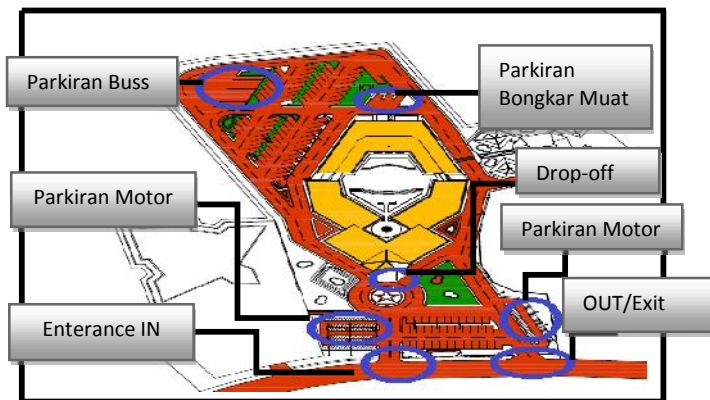 Parkiran Buss
Parkiran
Bongkar Muat
Drop-off
Parkiran Motor
Parkiran Motor
OUT/Exit
Enterance IN